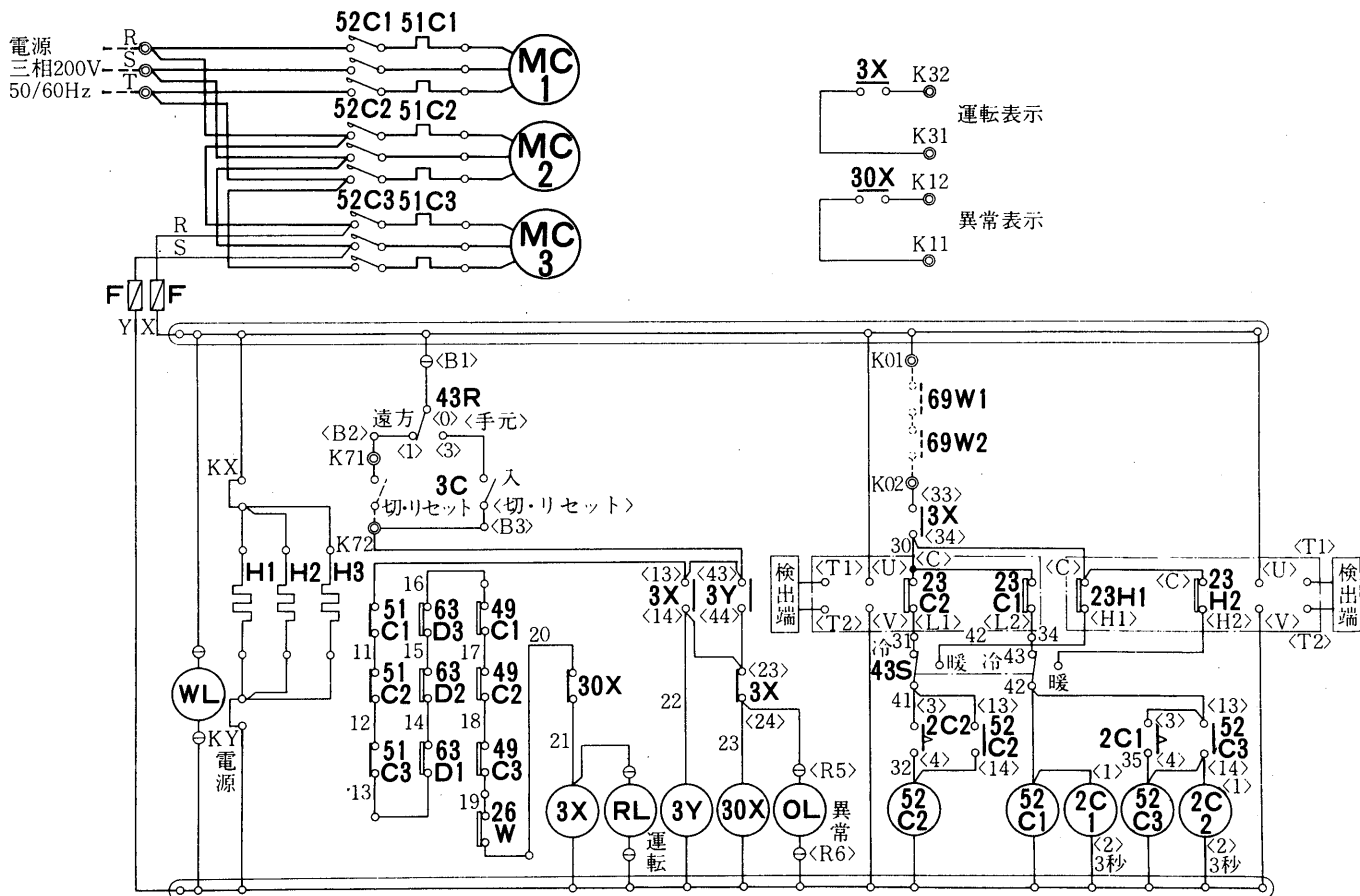 電源
三相200V
50/60Hz
R
S
T
52C1 51C1
MC
1
52C2 51C2
MC
2
52C3 51C3
MC
3
R
S
F F
Y X
3X K32
運転表示
K31
30X K12
異常表示
K11
〈B1〉
43R
遠方 〈0〉 〈手元〉
〈B2〉 〈1〉 〈3〉
K71
3C 入
切・リセット 〈切・リセット〉
〈B3〉
K72
KX
H1 H2 H3
WL
KY
電源
51
C1
11
51
C2
12
51
C3
13
16
63
D3
15
63
D2
14
63
D1
49
C1
17
49
C2
18
49
C3
19
26
W
20
30X
21
3X
RL
運転
〈13〉 〈43〉
3X 3Y
〈14〉 〈44〉
22
〈23〉
3X
〈24〉
23
3Y
30X
OL
〈R5〉
異常
〈R6〉
K01
69W1
69W2
K02
〈33〉
3X
〈34〉
30
検出端
〈T1〉 〈U〉
〈T2〉 〈V〉
〈C〉
23
C2
〈L1〉
23
C1
〈L2〉
〈C〉
23H1
〈H1〉
〈C〉
23
H2
〈H2〉
〈U〉 〈T1〉
〈V〉 〈T2〉
検出端
31 42 34
冷 暖 冷 43 暖
43S
41 42
〈3〉 〈13〉
2C2 52
C2
〈4〉 〈14〉
32
52
C2
52
C1
〈1〉
2C
1
〈2〉
3秒
〈3〉 〈13〉
2C1 52
C3
35 〈4〉 〈14〉
〈1〉
52
C3
2C
2
〈2〉
3秒